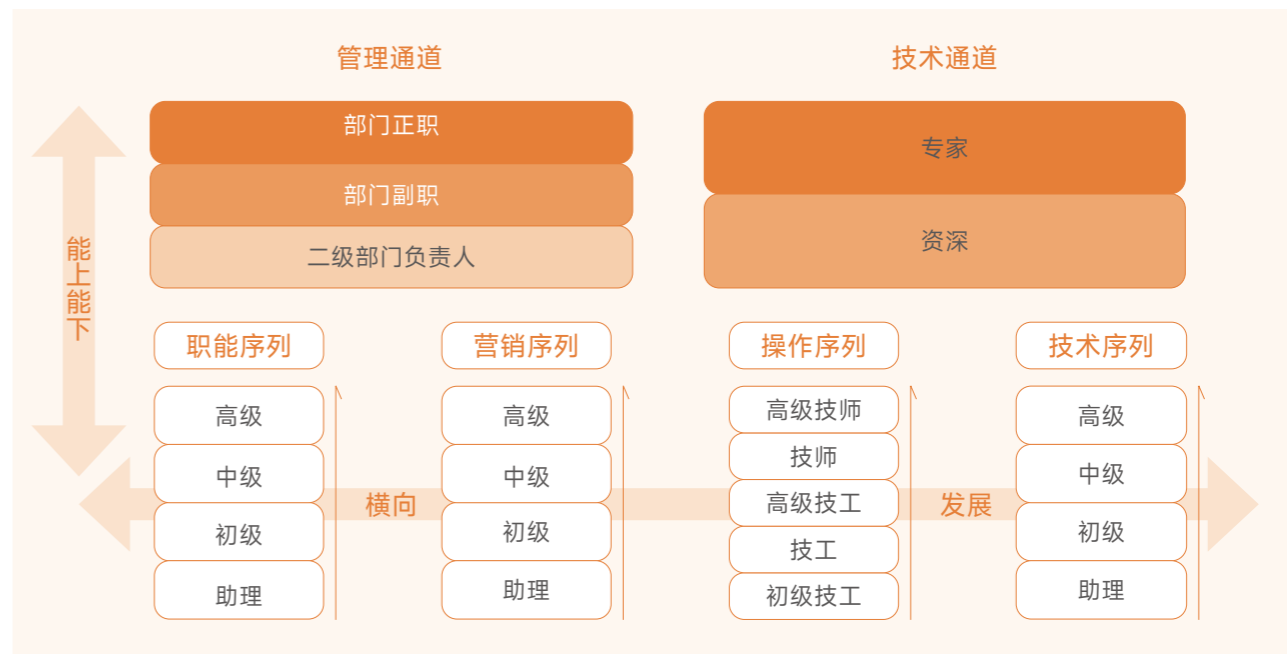 管理通道
技术通道
部门正职
部门副职
二级部门负责人
专家
资深
能上能下
职能序列
高级
中级
初级
助理
营销序列
高级
中级
初级
助理
操作序列
高级技师
技师
高级技工
技工
初级技工
技术序列
高级
中级
初级
助理
横向
发展